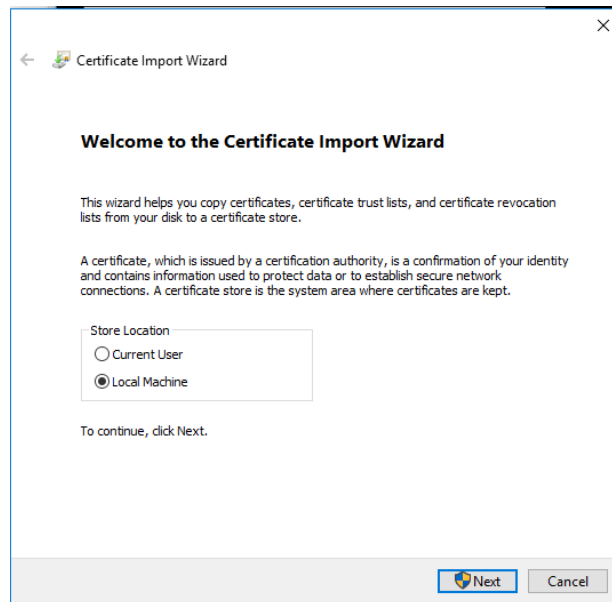 Certificate Import Wizard
Welcome to the Certificate Import Wizard
This wizard helps you copy certificates, certificate trust lists, and certificate revocation
lists from your disk to a certificate store.
A certificate, which is issued by a certification authority, is a confirmation of your identity
and contains information used to protect data or to establish secure network
connections. A certificate store is the system area where certificates are kept.
Store Location
Current User
Local Machine
To continue, click Next.
Next Cancel